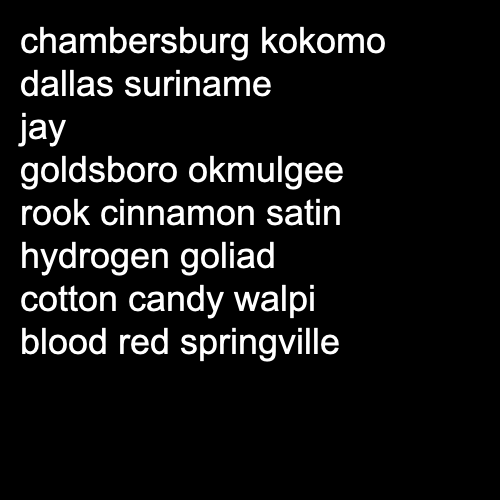 chambersburg kokomo
dallas suriname
jay
goldsboro okmulgee
rook cinnamon satin
hydrogen goliad
cotton candy walpi
blood red springville